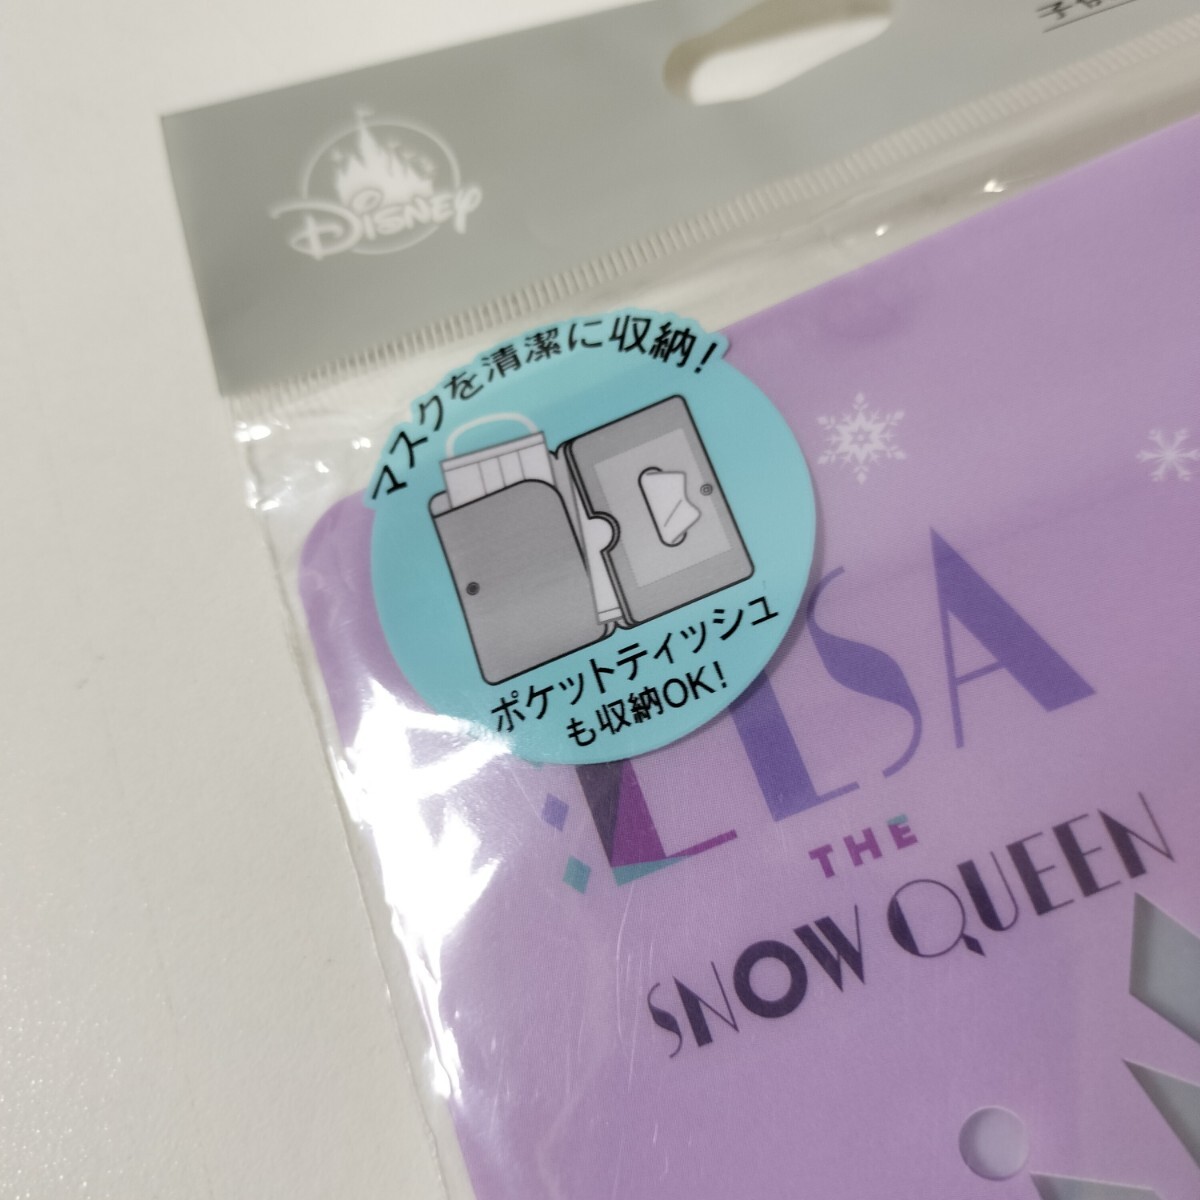 Disney
マスクを清潔に収納!
ポケットティッシュ
も収納OK!
ELSA
THE
SNOW QUEEN